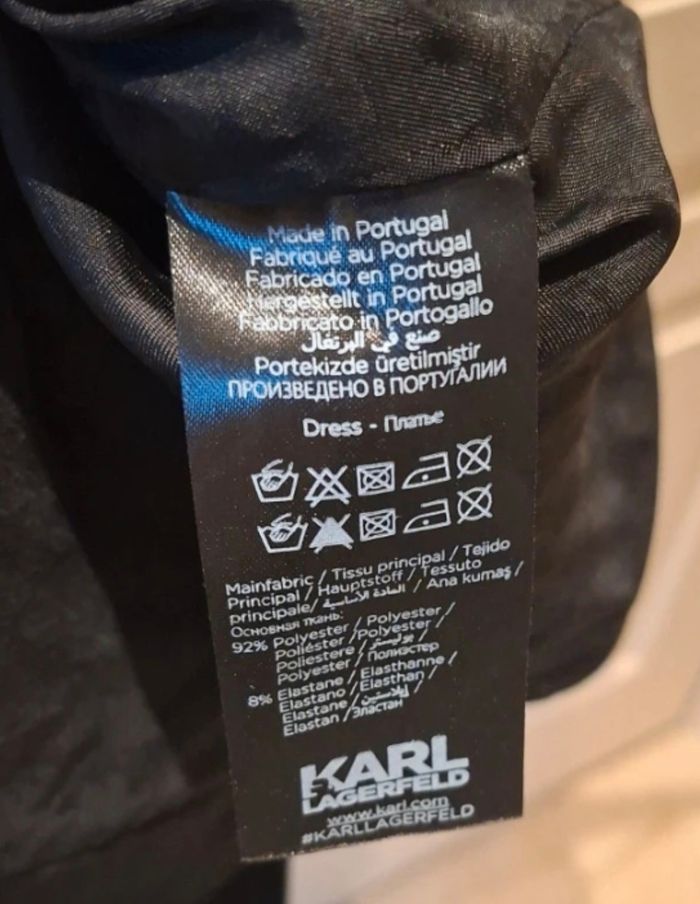 Made in Portugal
Fabriqué au Portugal
Fabricado en Portugal
Hergestellt in Portugal
Fabbricato in Portogallo
صنع في البرتغال
Portekizde üretilmiştir
ПРОИЗВЕДЕНО В ПОРТУГАЛИИ
Dress - Платье
Mainfabric / Tissu principal / Tejido
Principal / Hauptstoff / Tessuto
principale/ المادة الأساسية / Ana kumaş /
Основная ткань:
92% Polyester / Polyester /
Poliéster /Polyester /
Poliestere / بوليستر /
Polyester / Полиэстер
8% Elastane / Elasthanne /
Elastano / Elasthan /
Elastane / إيلاستين /
Elastan /Эластан
KARL
LAGERFELD
www.karl.com
#KARLLAGERFELD